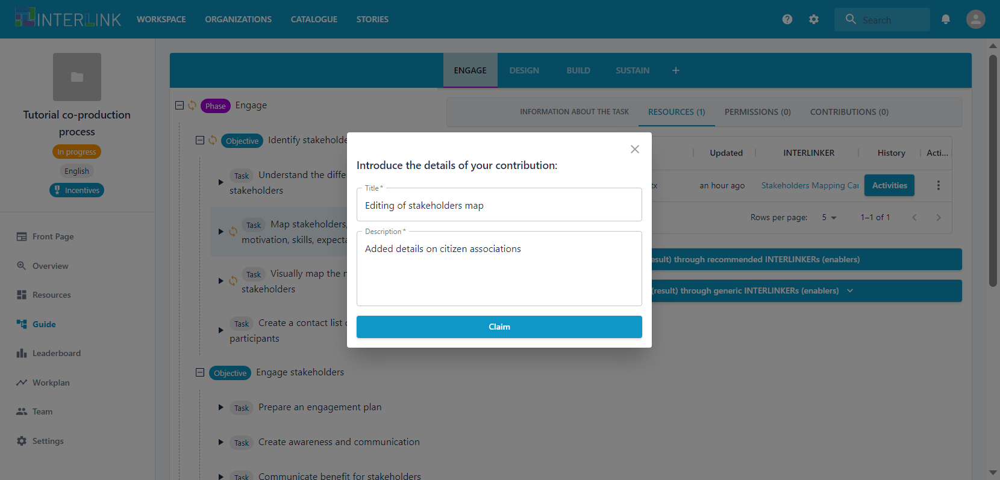 INTERLINK
WORKSPACE
ORGANIZATIONS
CATALOGUE
STORIES
Search
Tutorial co-production
process
In progress
English
Incentives
Front Page
Overview
Resources
Guide
Leaderboard
Workplan
Team
Settings
ENGAGE
DESIGN
BUILD
SUSTAIN
+
Phase Engage
Objective Identify
Task Understand the
stakeholders
Task Map stakeholders,
motivation, skills,
Task Visually map the
stakeholders
Task Create a contact list
participants
Objective Engage stakeholders
Task Prepare an engagement plan
Task Create awareness and communication
Task Communicate benefit for stakeholders
INFORMATION ABOUT THE TASK
RESOURCES (1)
PERMISSIONS (0)
CONTRIBUTIONS (0)
Updated
INTERLINKER
History
Acti...
an hour ago
Stakeholders Mapping
Activities
Rows per page: 5
1–1 of 1
through recommended INTERLINKERs (enablers)
(result) through generic INTERLINKERs (enablers)
Introduce the details of your contribution:
Title *
Editing of stakeholders map
Description *
Added details on citizen associations
Claim